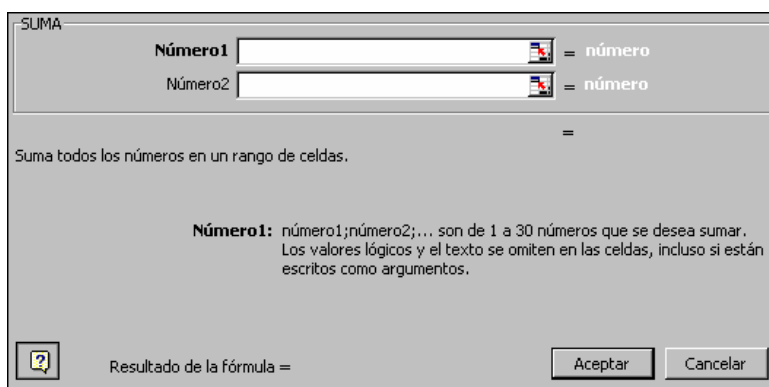 SUMA
Número1 = número
Número2 = número
=
Suma todos los números en un rango de celdas.
Número1: número1;número2;... son de 1 a 30 números que se desea sumar.
Los valores lógicos y el texto se omiten en las celdas, incluso si están
escritos como argumentos.
? Resultado de la fórmula = Aceptar Cancelar